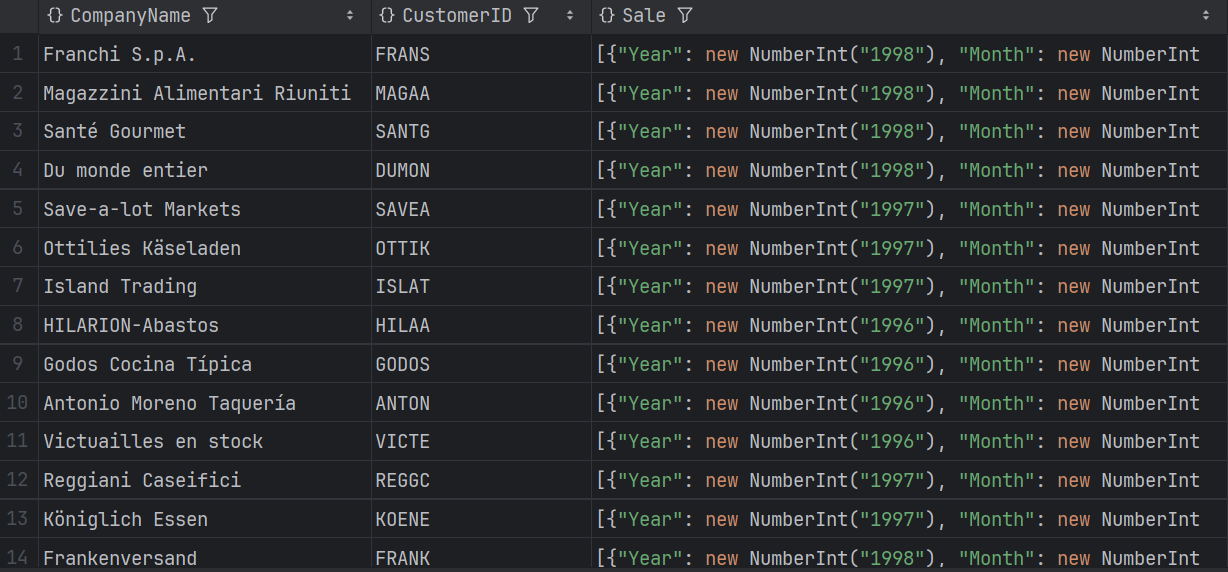 {} CompanyName {} CustomerID {} Sale
1 Franchi S.p.A. FRANS [{"Year": new NumberInt("1998"), "Month": new NumberInt
2 Magazzini Alimentari Riuniti MAGAA [{"Year": new NumberInt("1998"), "Month": new NumberInt
3 Santé Gourmet SANTG [{"Year": new NumberInt("1998"), "Month": new NumberInt
4 Du monde entier DUMON [{"Year": new NumberInt("1998"), "Month": new NumberInt
5 Save-a-lot Markets SAVEA [{"Year": new NumberInt("1997"), "Month": new NumberInt
6 Ottilies Käseladen OTTIK [{"Year": new NumberInt("1997"), "Month": new NumberInt
7 Island Trading ISLAT [{"Year": new NumberInt("1997"), "Month": new NumberInt
8 HILARION-Abastos HILAA [{"Year": new NumberInt("1996"), "Month": new NumberInt
9 Godos Cocina Típica GODOS [{"Year": new NumberInt("1996"), "Month": new NumberInt
10 Antonio Moreno Taquería ANTON [{"Year": new NumberInt("1996"), "Month": new NumberInt
11 Victuailles en stock VICTE [{"Year": new NumberInt("1996"), "Month": new NumberInt
12 Reggiani Caseifici REGGC [{"Year": new NumberInt("1997"), "Month": new NumberInt
13 Königlich Essen KOENE [{"Year": new NumberInt("1997"), "Month": new NumberInt
14 Frankenversand FRANK [{"Year": new NumberInt("1998"), "Month": new NumberInt